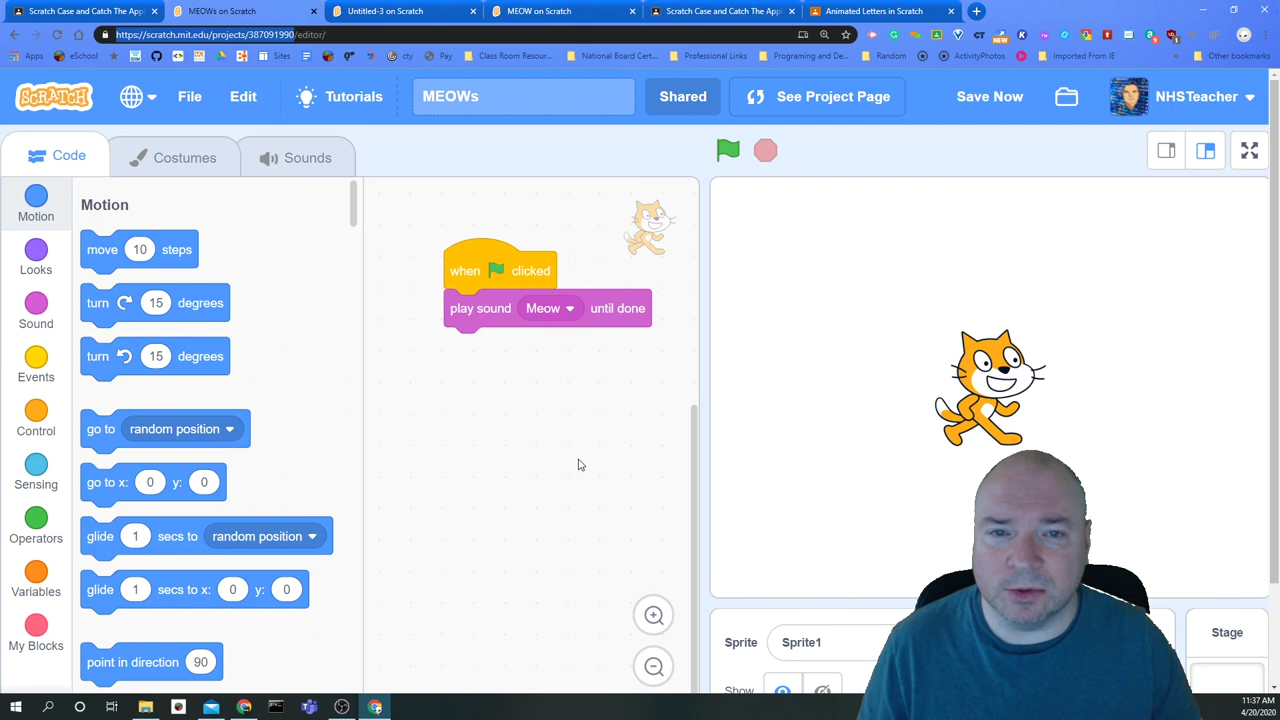 Scratch Case and Catch The Appl
MEOWs on Scratch
Untitled-3 on Scratch
MEOW on Scratch
Scratch Case and Catch The Appl
Animated Letters in Scratch
https://scratch.mit.edu/projects/387091990/editor/
Apps
eSchool
Sites
cty
Pay
Class Room Resour...
National Board Cert...
Professional Links
Programing and De...
Random
ActivityPhotos
Imported From IE
Other bookmarks
SCRATCH
File
Edit
Tutorials
MEOWs
Shared
See Project Page
Save Now
NHSTeacher
Code
Costumes
Sounds
Motion
Looks
Sound
Events
Control
Sensing
Operators
Variables
My Blocks
Motion
move 10 steps
turn 15 degrees
turn 15 degrees
go to random position
go to x: 0 y: 0
glide 1 secs to random position
glide 1 secs to x: 0 y: 0
point in direction 90
when clicked
play sound Meow until done
Sprite Sprite1
Show
Stage
11:37 AM
4/20/2020